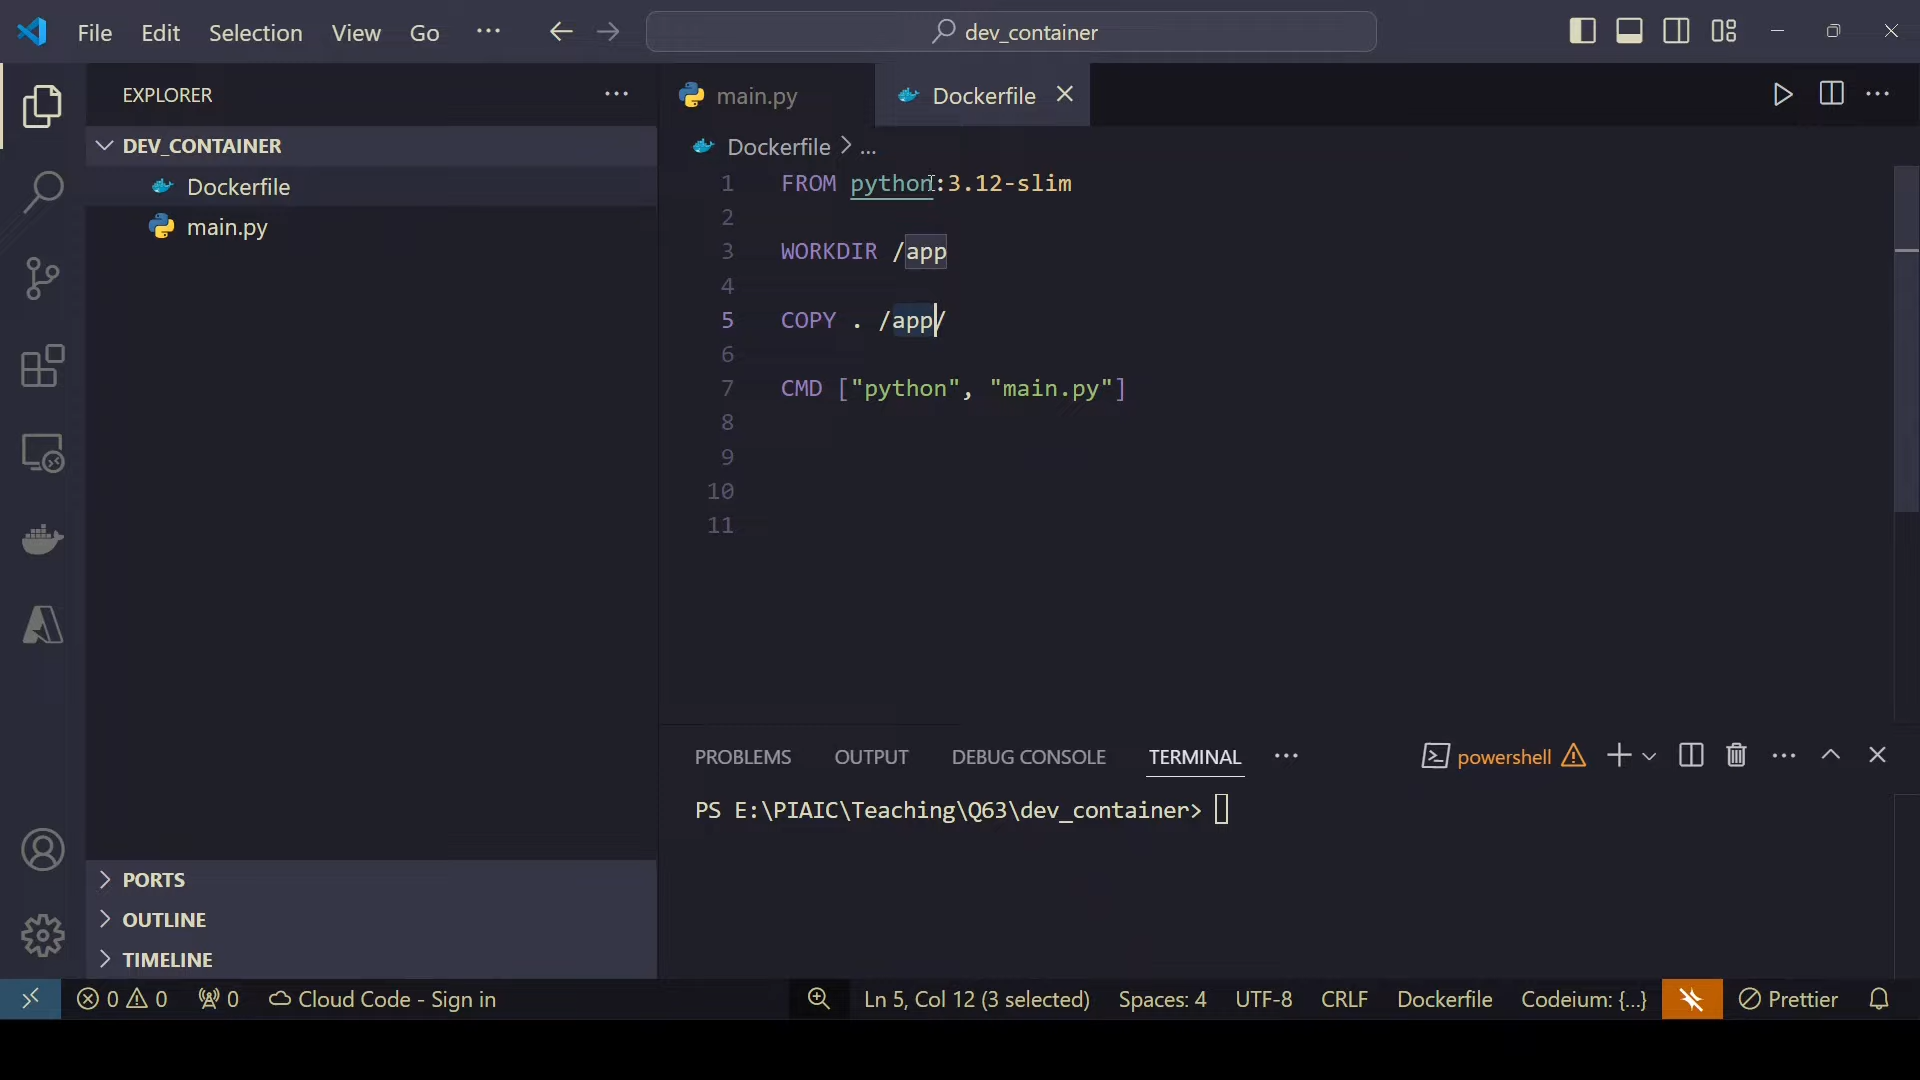 File Edit Selection View Go ... dev_container
EXPLORER ...
DEV_CONTAINER
Dockerfile
main.py
main.py Dockerfile
Dockerfile > ...
1 FROM python:3.12-slim
2
3 WORKDIR /app
4
5 COPY . /app/
6
7 CMD ["python", "main.py"]
8
9
10
11
PROBLEMS OUTPUT DEBUG CONSOLE TERMINAL ... powershell
PS E:\PIAIC\Teaching\Q63\dev_container>
PORTS
OUTLINE
TIMELINE
0 0 0 Cloud Code - Sign in Ln 5, Col 12 (3 selected) Spaces: 4 UTF-8 CRLF Dockerfile Codeium: {...} Prettier